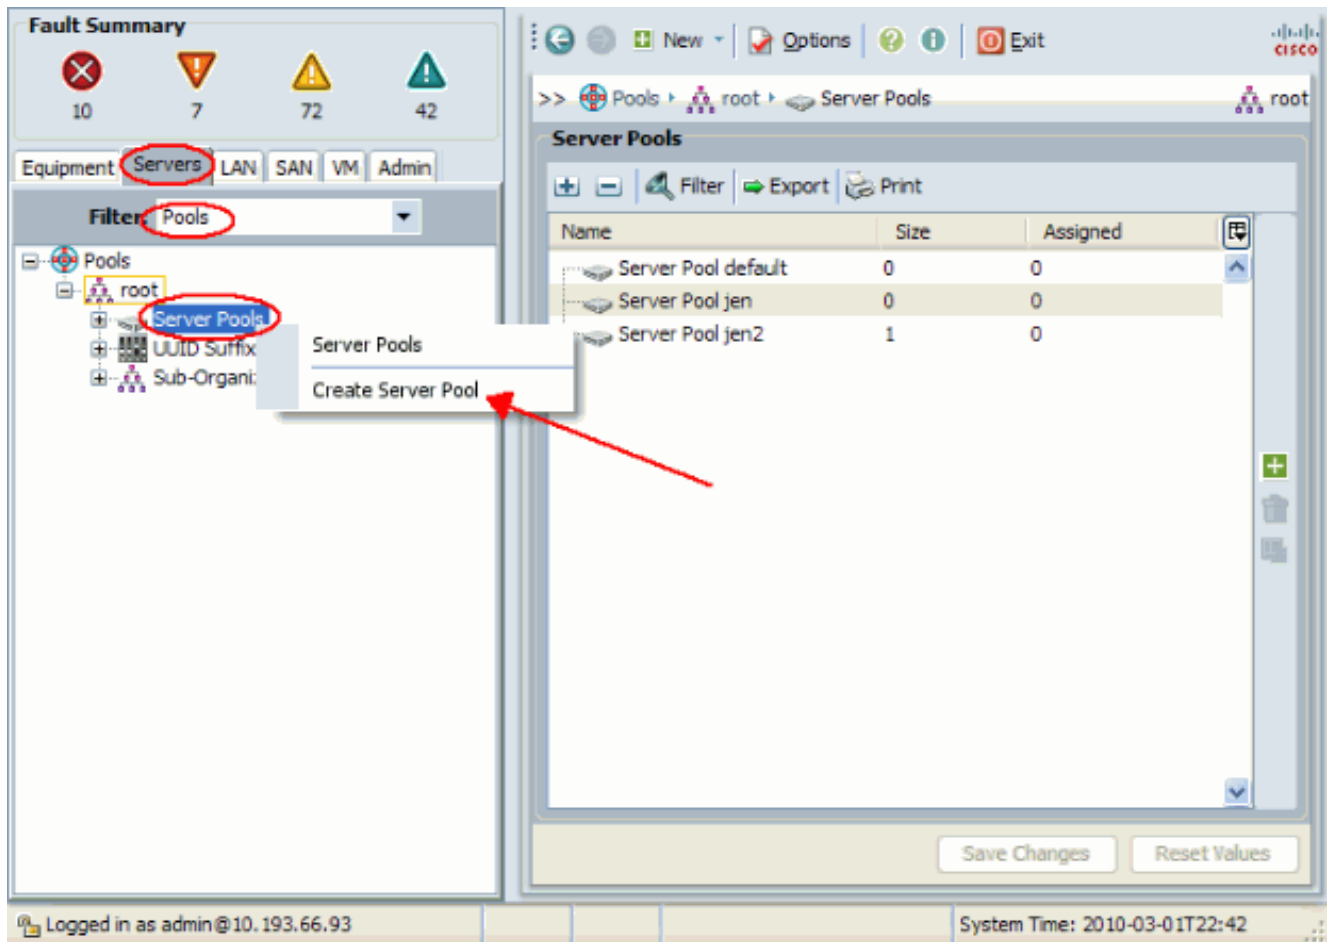 Fault Summary
10 7 72 42
Equipment Servers LAN SAN VM Admin
Filter: Pools
Pools
root
Server Pools
UUID Suffix
Sub-Organi
Server Pools
Create Server Pool
New Options Exit
CISCO
>> Pools root Server Pools root
Server Pools
Filter Export Print
Name Size Assigned
Server Pool default 0 0
Server Pool jen 0 0
Server Pool jen2 1 0
Save Changes Reset Values
Logged in as admin@10.193.66.93 System Time: 2010-03-01T22:42